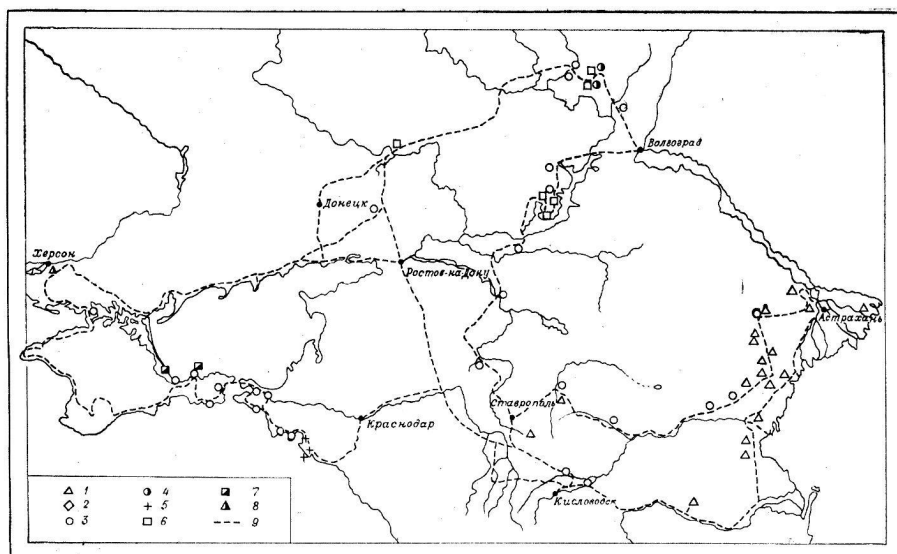 Волгоград
Донецк
Херсон
Ростов-на-Дону
Астрахань
Ставрополь
Краснодар
Кисловодск
1 4 7
2 5 8
3 6 9